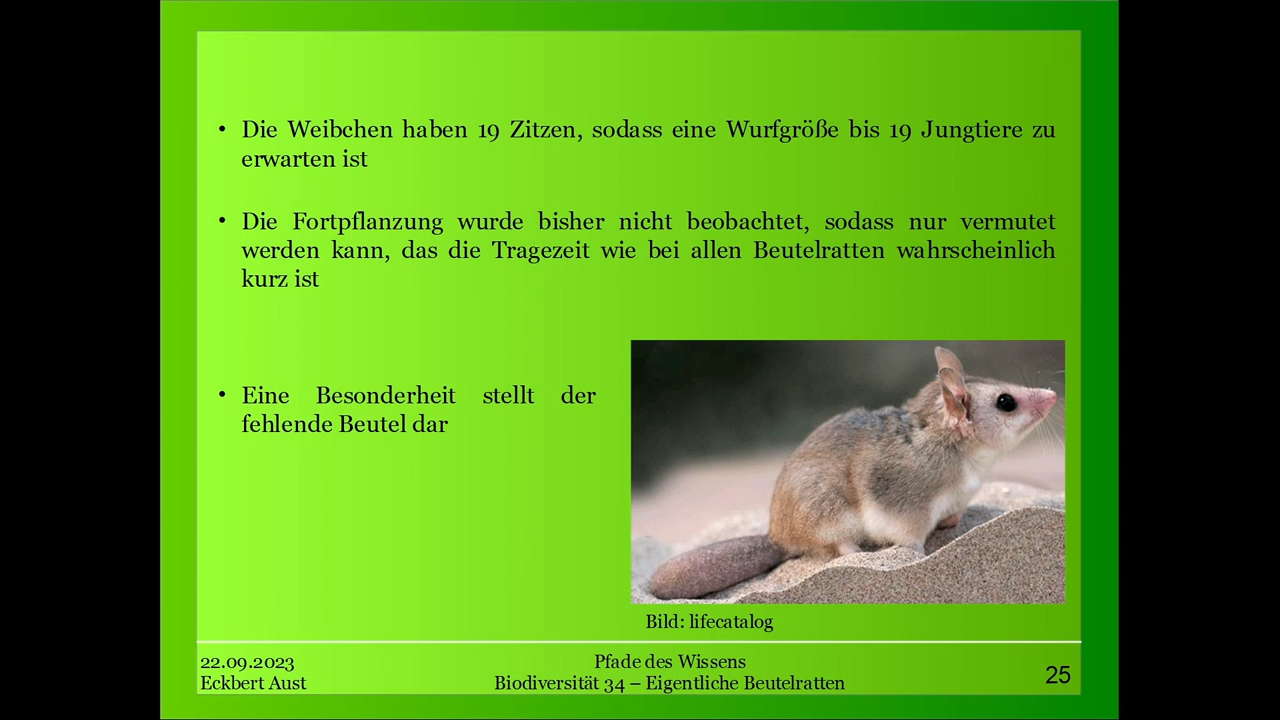 • Die Weibchen haben 19 Zitzen, sodass eine Wurfgröße bis 19 Jungtiere zu
erwarten ist
• Die Fortpflanzung wurde bisher nicht beobachtet, sodass nur vermutet
werden kann, das die Tragezeit wie bei allen Beutelratten wahrscheinlich
kurz ist
• Eine Besonderheit stellt der
fehlende Beutel dar
Bild: lifecatalog
22.09.2023
Eckbert Aust
Pfade des Wissens
Biodiversität 34 – Eigentliche Beutelratten
25